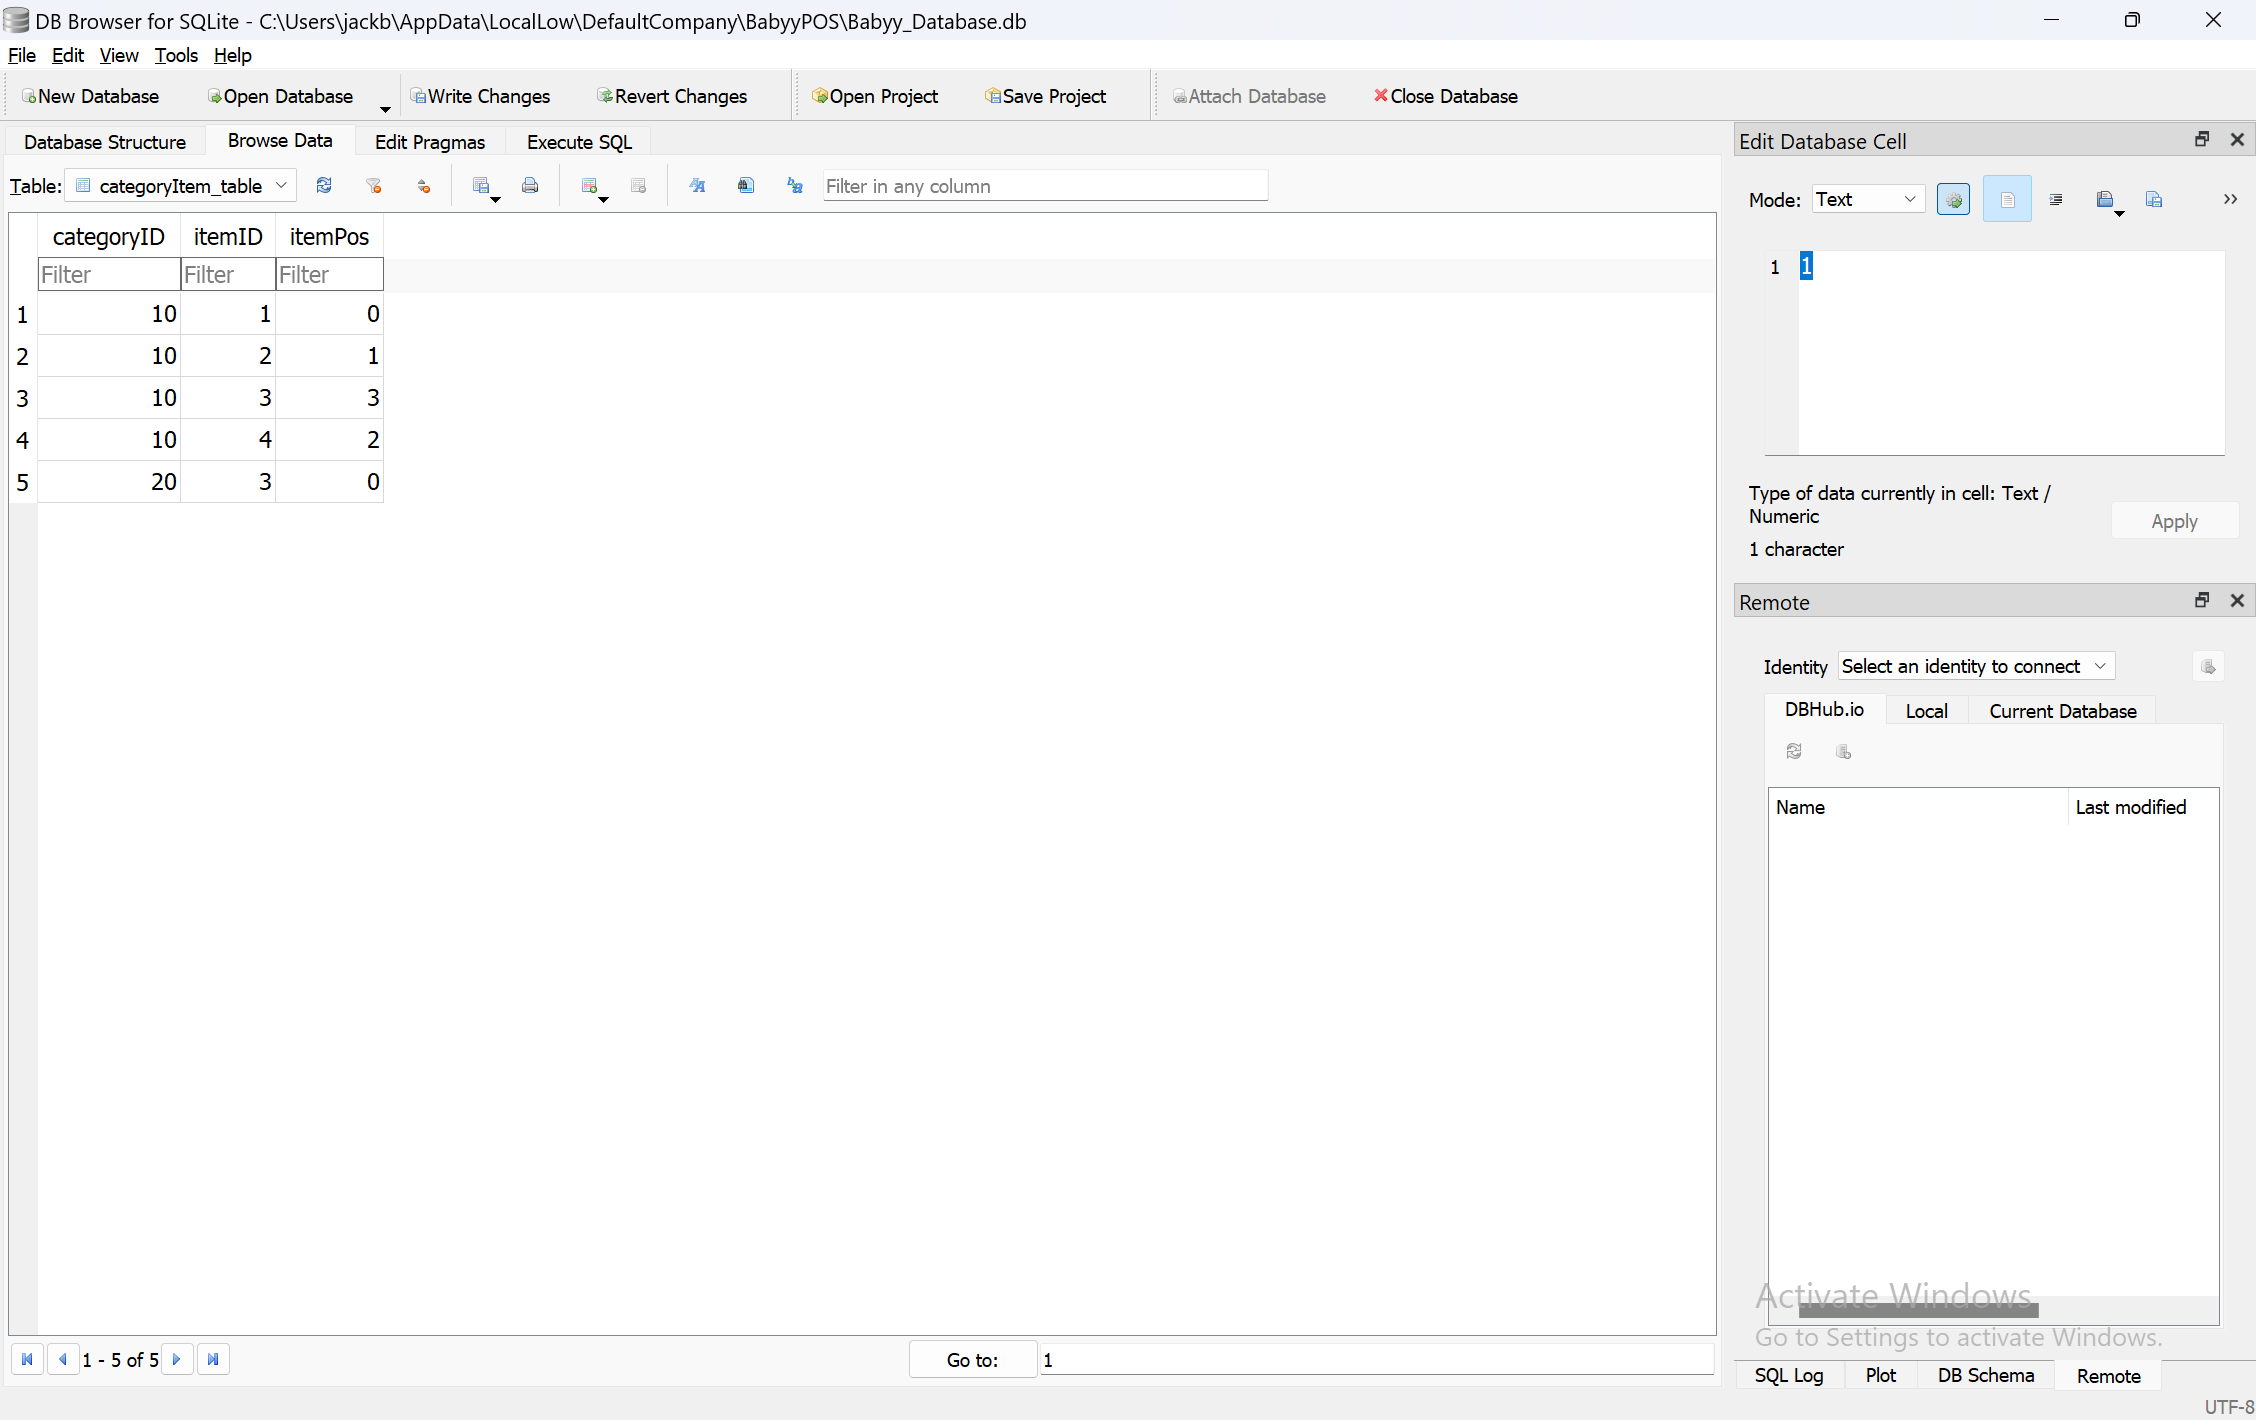 DB Browser for SQLite - C:\Users\jackb\AppData\LocalLow\DefaultCompany\BabyyPOS\Babyy_Database.db
File Edit View Tools Help
New Database Open Database Write Changes Revert Changes Open Project Save Project Attach Database Close Database
Database Structure Browse Data Edit Pragmas Execute SQL
Table: categoryItem_table Filter in any column
categoryID itemID itemPos
Filter Filter Filter
1 10 1 0
2 10 2 1
3 10 3 3
4 10 4 2
5 20 3 0
1 - 5 of 5 Go to: 1
Edit Database Cell
Mode: Text
1 1
Type of data currently in cell: Text /
Numeric
Apply
1 character
Remote
Identity Select an identity to connect
DBHub.io Local Current Database
Name Last modified
Activate Windows
Go to Settings to activate Windows.
SQL Log Plot DB Schema Remote
UTF-8